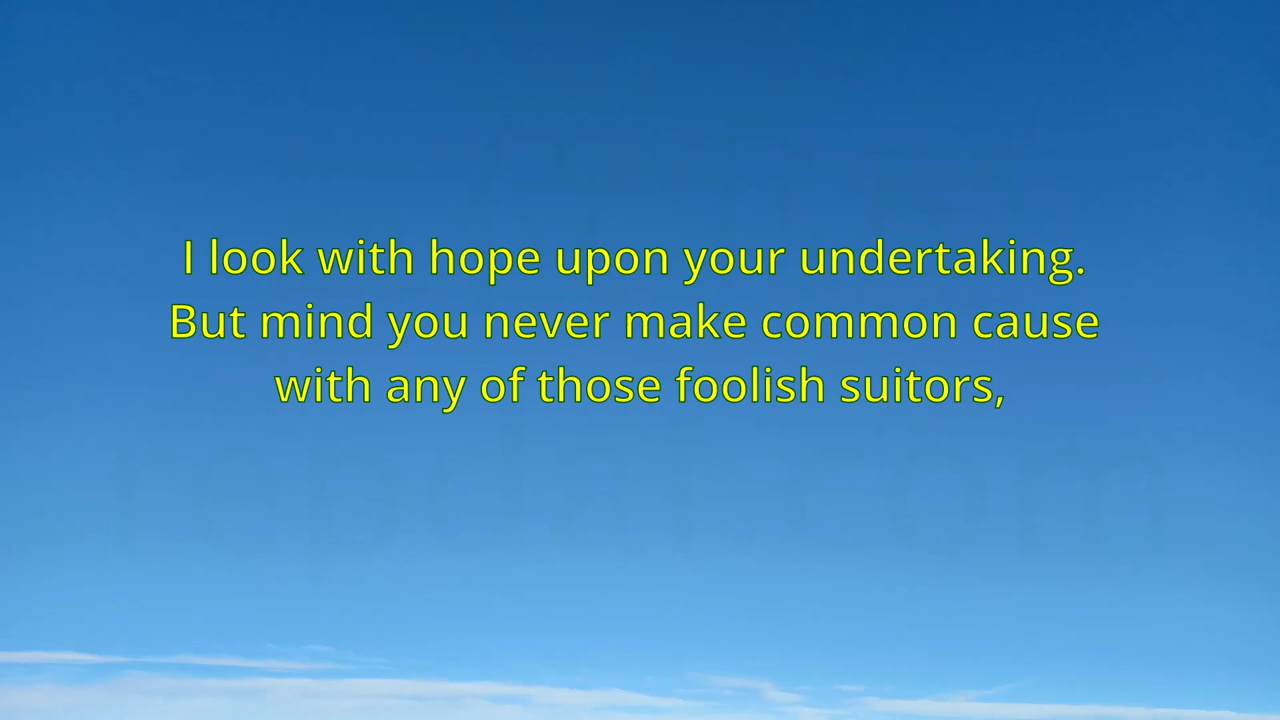 I look with hope upon your undertaking.
But mind you never make common cause
with any of those foolish suitors,